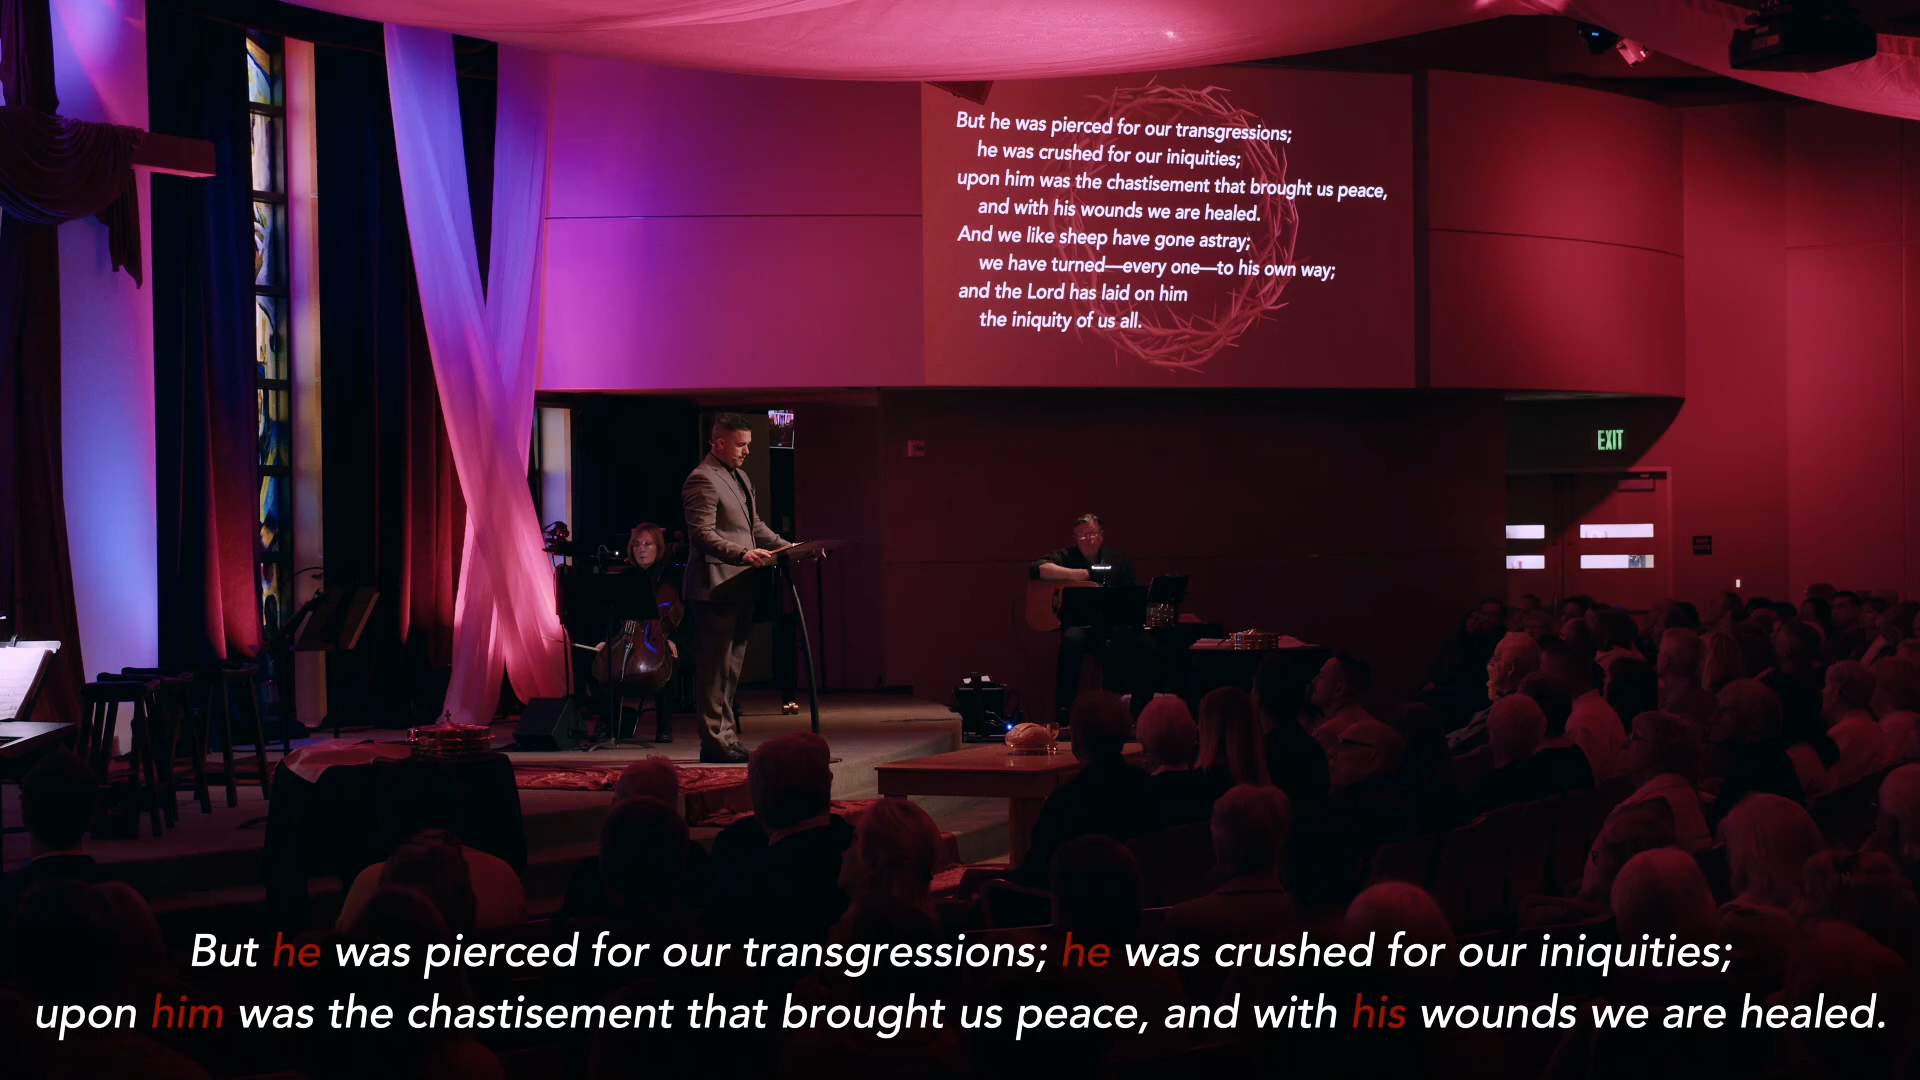 But he was pierced for our transgressions;
he was crushed for our iniquities;
upon him was the chastisement that brought us peace,
and with his wounds we are healed.
And we like sheep have gone astray;
we have turned—every one—to his own way;
and the Lord has laid on him
the iniquity of us all.
EXIT
But he was pierced for our transgressions; he was crushed for our iniquities;
upon him was the chastisement that brought us peace, and with his wounds we are healed.